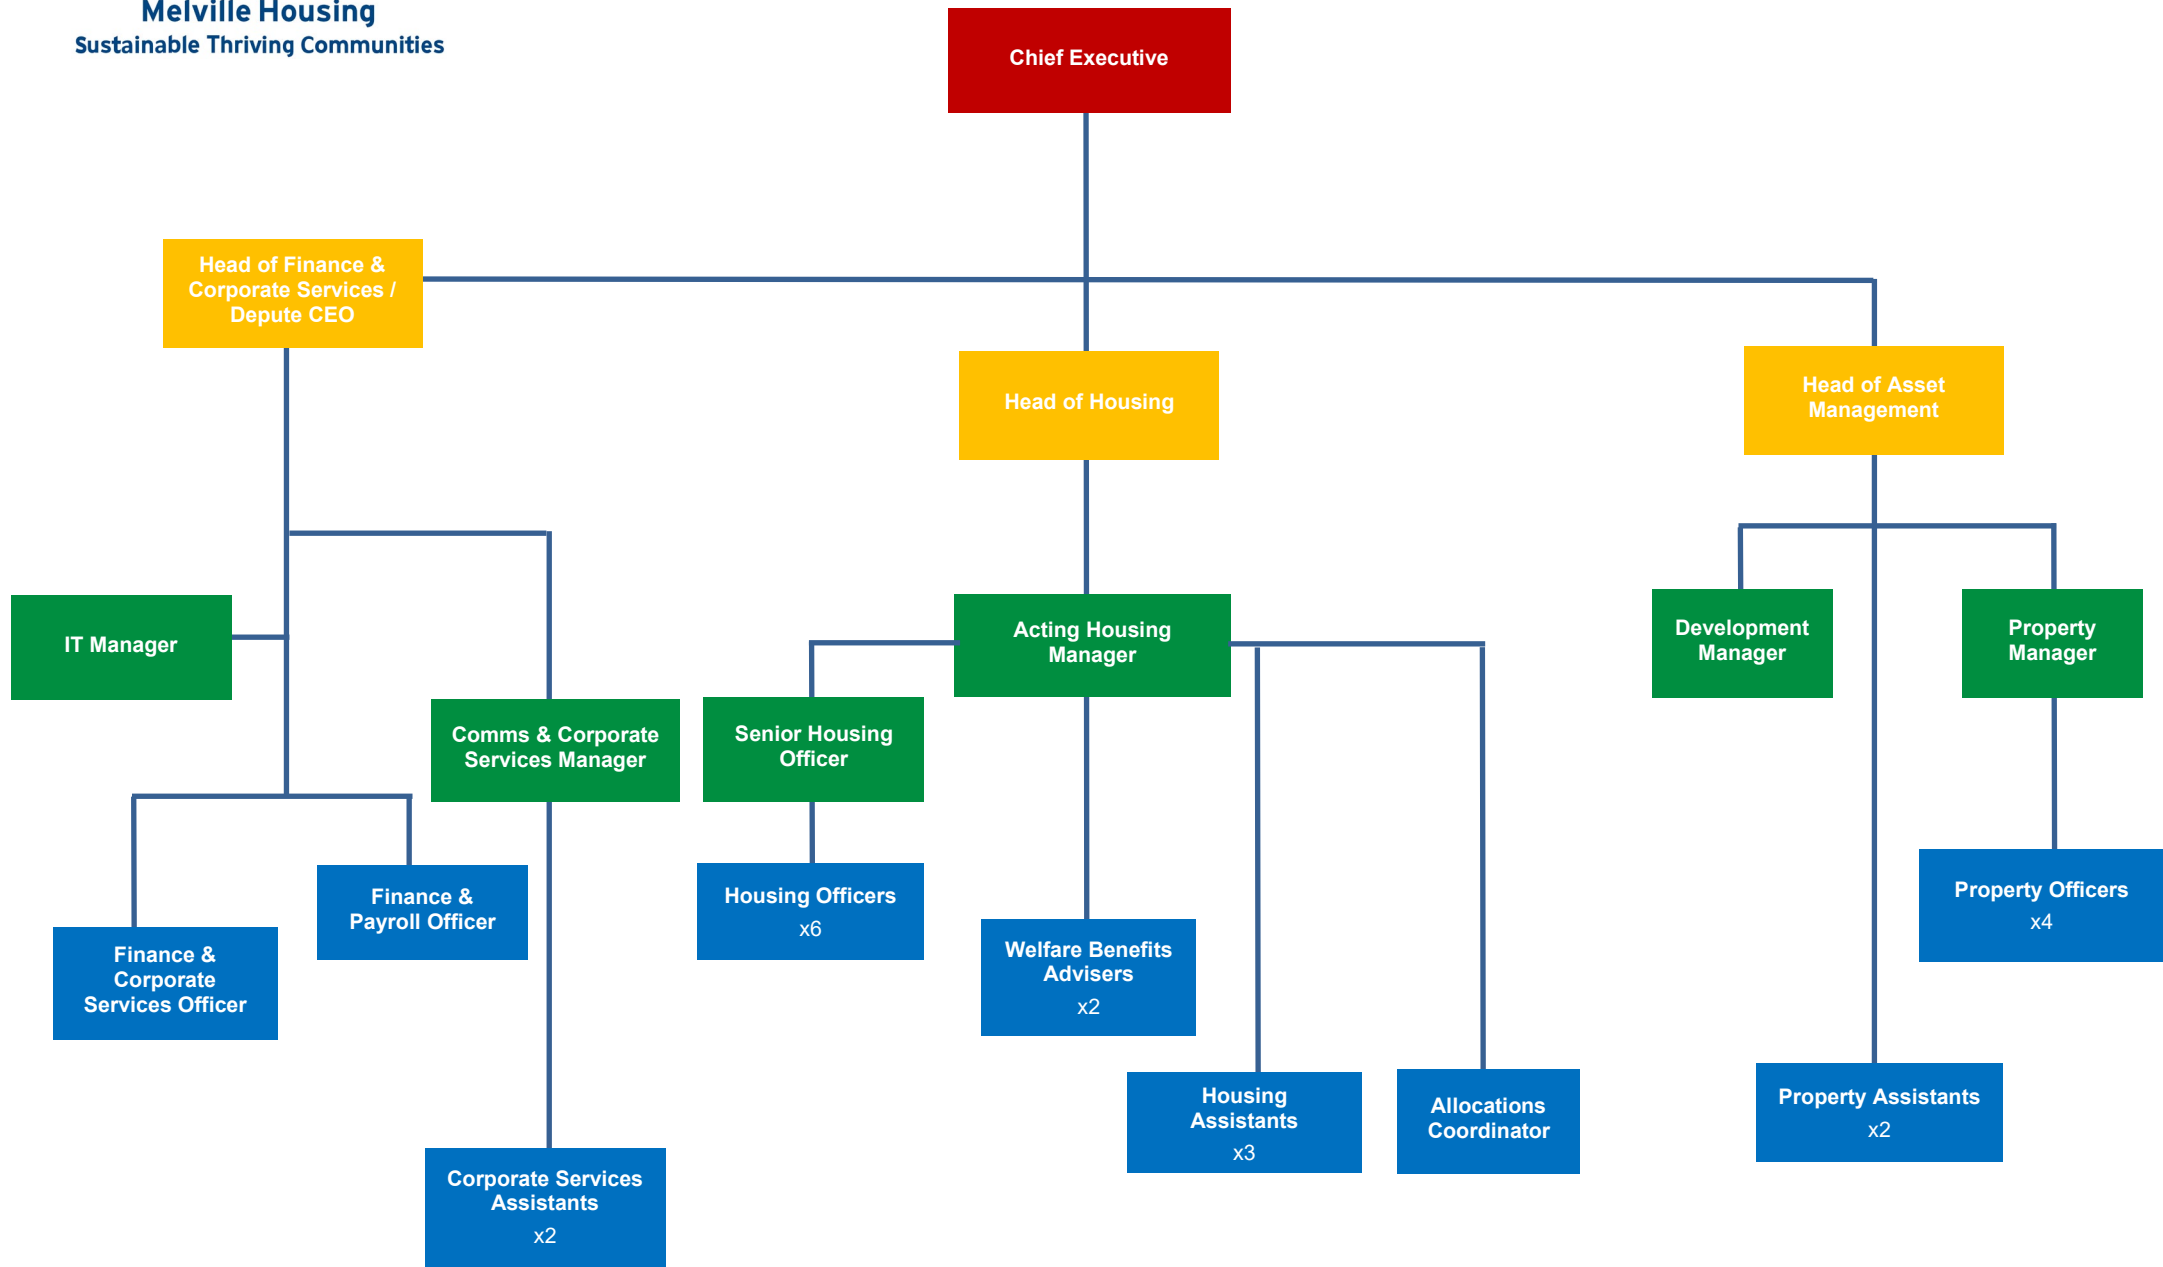 Melville Housing
Sustainable Thriving Communities
Chief Executive
Head of Finance &
Corporate Services /
Depute CEO
Head of Housing
Head of Asset
Management
IT Manager
Comms & Corporate
Services Manager
Acting Housing
Manager
Senior Housing
Officer
Development
Manager
Property
Manager
Finance &
Corporate
Services Officer
Finance &
Payroll Officer
Housing Officers
x6
Welfare Benefits
Advisers
x2
Property Officers
x4
Corporate Services
Assistants
x2
Housing
Assistants
x3
Allocations
Coordinator
Property Assistants
x2